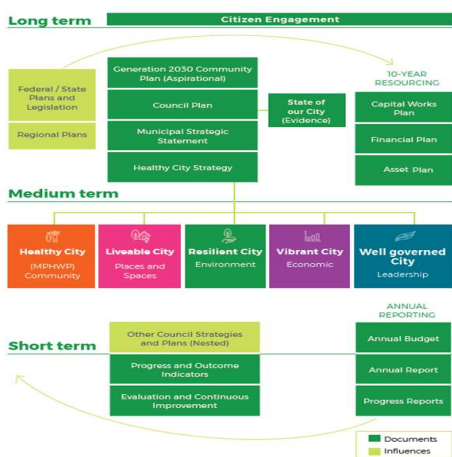 Long term
Citizen Engagement
Federal / State
Plans and
Legislation
Regional Plans
Generation 2030 Community
Plan (Aspirational)
Council Plan
Municipal Strategic
Statement
Healthy City Strategy
State of
our City
(Evidence)
10-YEAR
RESOURCING
Capital Works
Plan
Financial Plan
Asset Plan
Medium term
Healthy City
(MPHWP)
Community
Liveable City
Places and
Spaces
Resilient City
Environment
Vibrant City
Economic
Well governed
City
Leadership
Short term
Other Council Strategies
and Plans (Nested)
Progress and Outcome
Indicators
Evaluation and Continuous
Improvement
ANNUAL
REPORTING
Annual Budget
Annual Report
Progress Reports
Documents
Influences